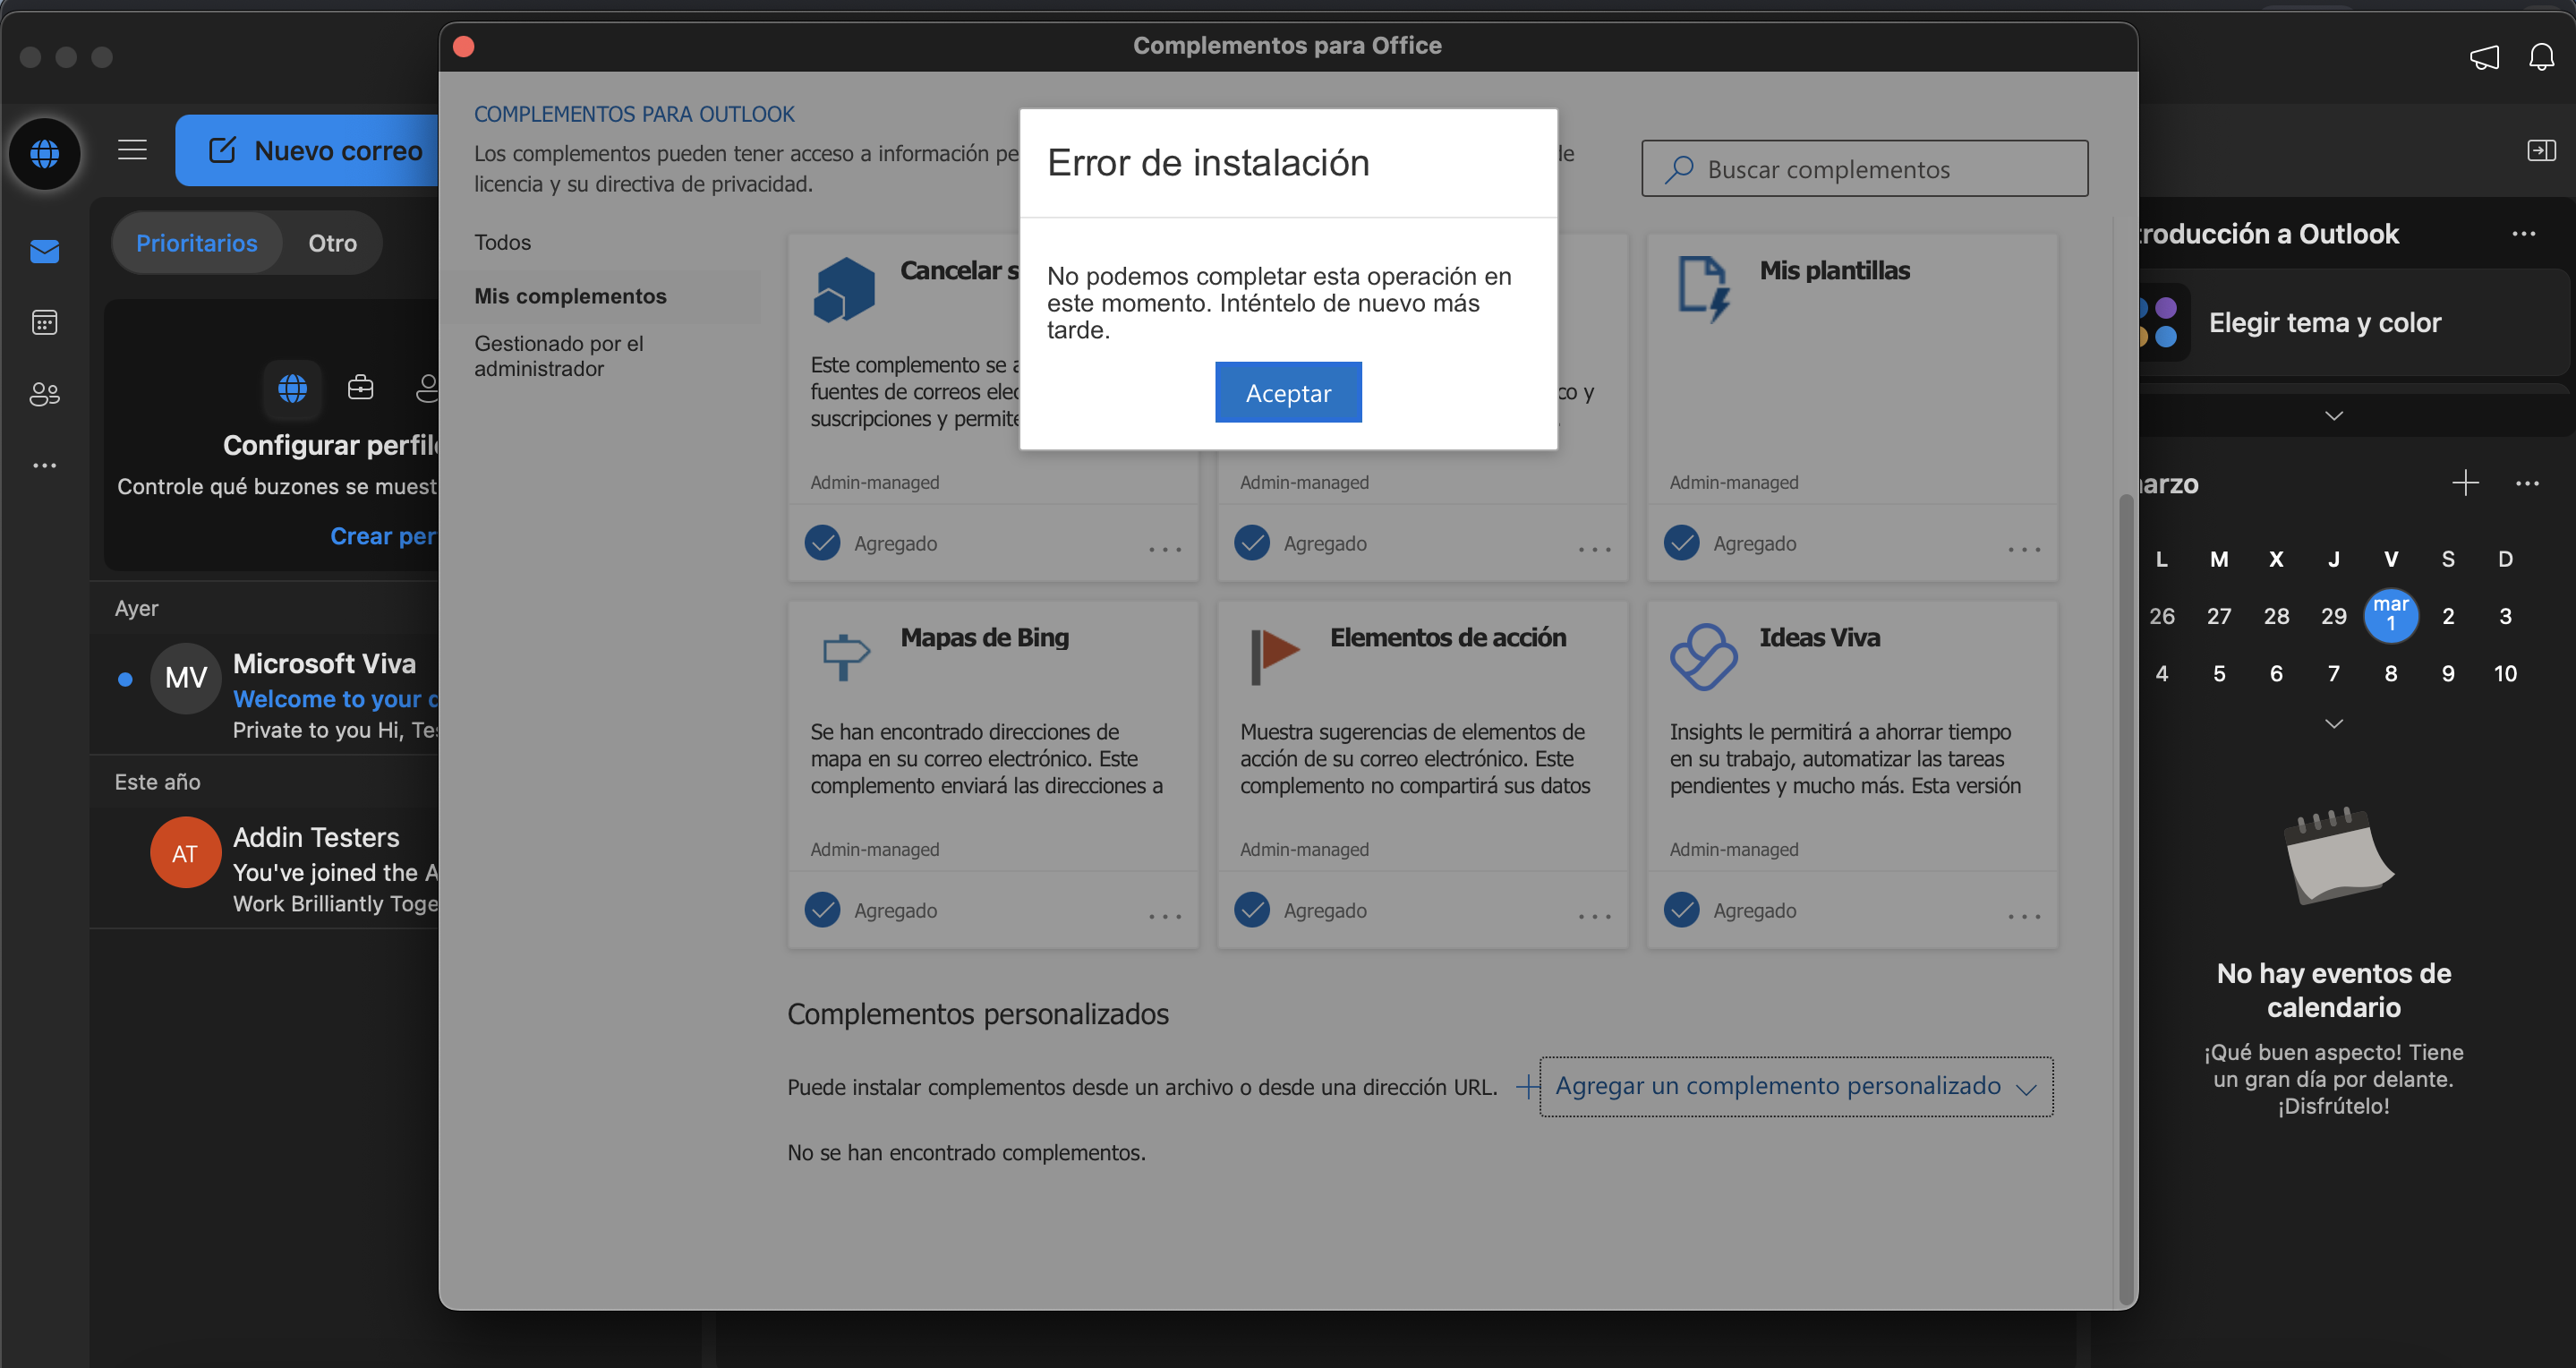 Complementos para Office
Nuevo correo
Prioritarios
Otro
Configurar perfile
Controle qué buzones se muest
Crear per
Ayer
MV
Microsoft Viva
Welcome to your d
Private to you Hi, Tes
Este año
AT
Addin Testers
You've joined the A
Work Brilliantly Toge
COMPLEMENTOS PARA OUTLOOK
Los complementos pueden tener acceso a información pe
de
licencia y su directiva de privacidad.
Buscar complementos
Todos
Mis complementos
Gestionado por el
administrador
Error de instalación
No podemos completar esta operación en
este momento. Inténtelo de nuevo más
tarde.
Aceptar
Cancelar s
Este complemento se a
fuentes de correos elec
suscripciones y permite
Admin-managed
Agregado
co y
Admin-managed
Agregado
Mis plantillas
Admin-managed
Agregado
Mapas de Bing
Se han encontrado direcciones de
mapa en su correo electrónico. Este
complemento enviará las direcciones a
Admin-managed
Agregado
Elementos de acción
Muestra sugerencias de elementos de
acción de su correo electrónico. Este
complemento no compartirá sus datos
Admin-managed
Agregado
Ideas Viva
Insights le permitirá a ahorrar tiempo
en su trabajo, automatizar las tareas
pendientes y mucho más. Esta versión
Admin-managed
Agregado
Complementos personalizados
Puede instalar complementos desde un archivo o desde una dirección URL.
Agregar un complemento personalizado
No se han encontrado complementos.
troducción a Outlook
Elegir tema y color
arzo
L M X J V S D
26 27 28 29 mar 1 2 3
4 5 6 7 8 9 10
No hay eventos de
calendario
¡Qué buen aspecto! Tiene
un gran día por delante.
¡Disfrútelo!